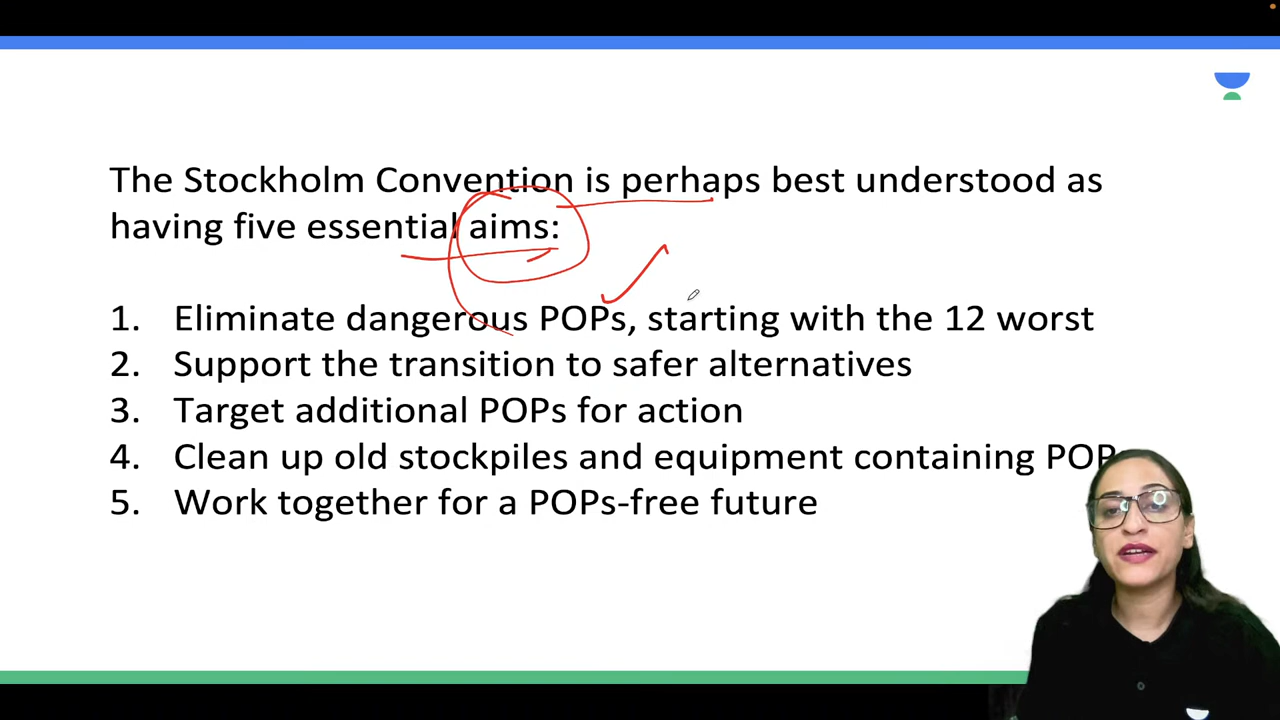 The Stockholm Convention is perhaps best understood as
having five essential aims:
1. Eliminate dangerous POPs, starting with the 12 worst
2. Support the transition to safer alternatives
3. Target additional POPs for action
4. Clean up old stockpiles and equipment containing
5. Work together for a POPs-free future